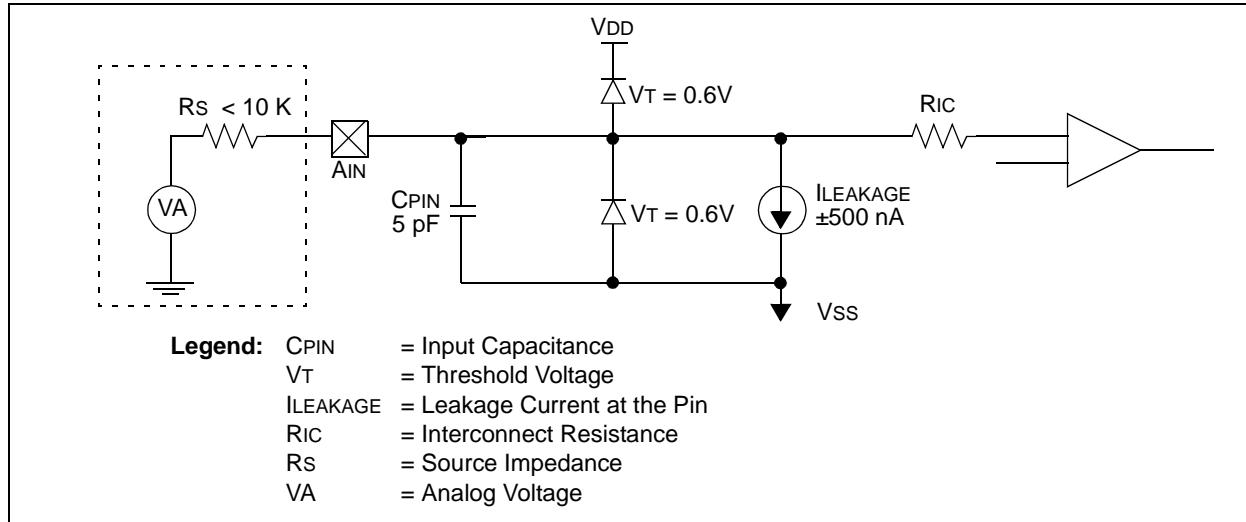 VDD
VT = 0.6V
RS < 10 K
RIC
AIN
VA
CPIN
5 pF
VT = 0.6V
ILEAKAGE
±500 nA
VSS
Legend: CPIN = Input Capacitance
VT = Threshold Voltage
ILEAKAGE = Leakage Current at the Pin
RIC = Interconnect Resistance
RS = Source Impedance
VA = Analog Voltage